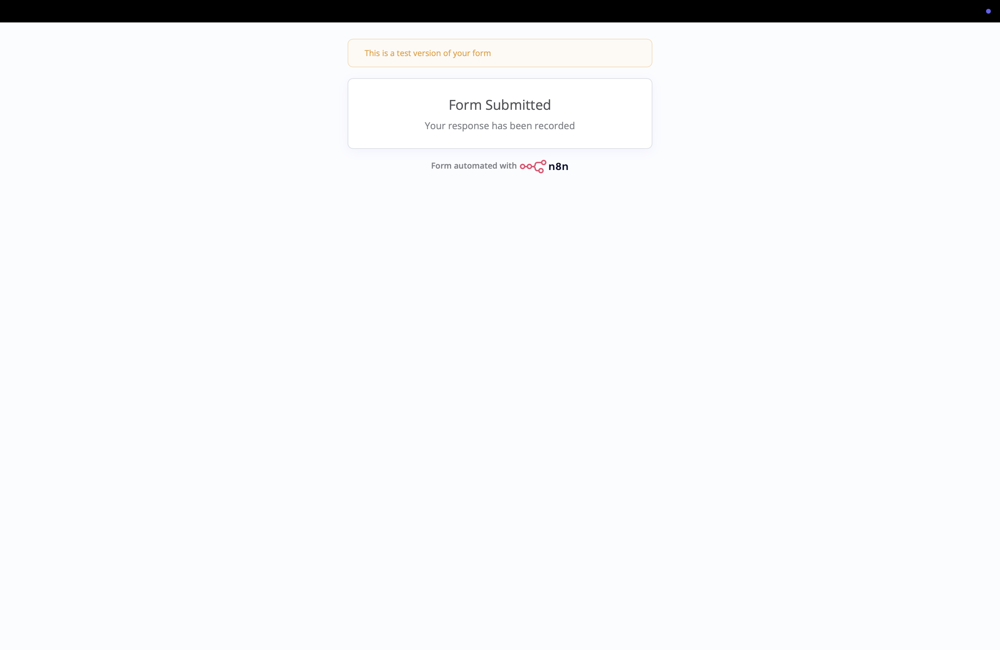 This is a test version of your form
Form Submitted
Your response has been recorded
Form automated with n8n